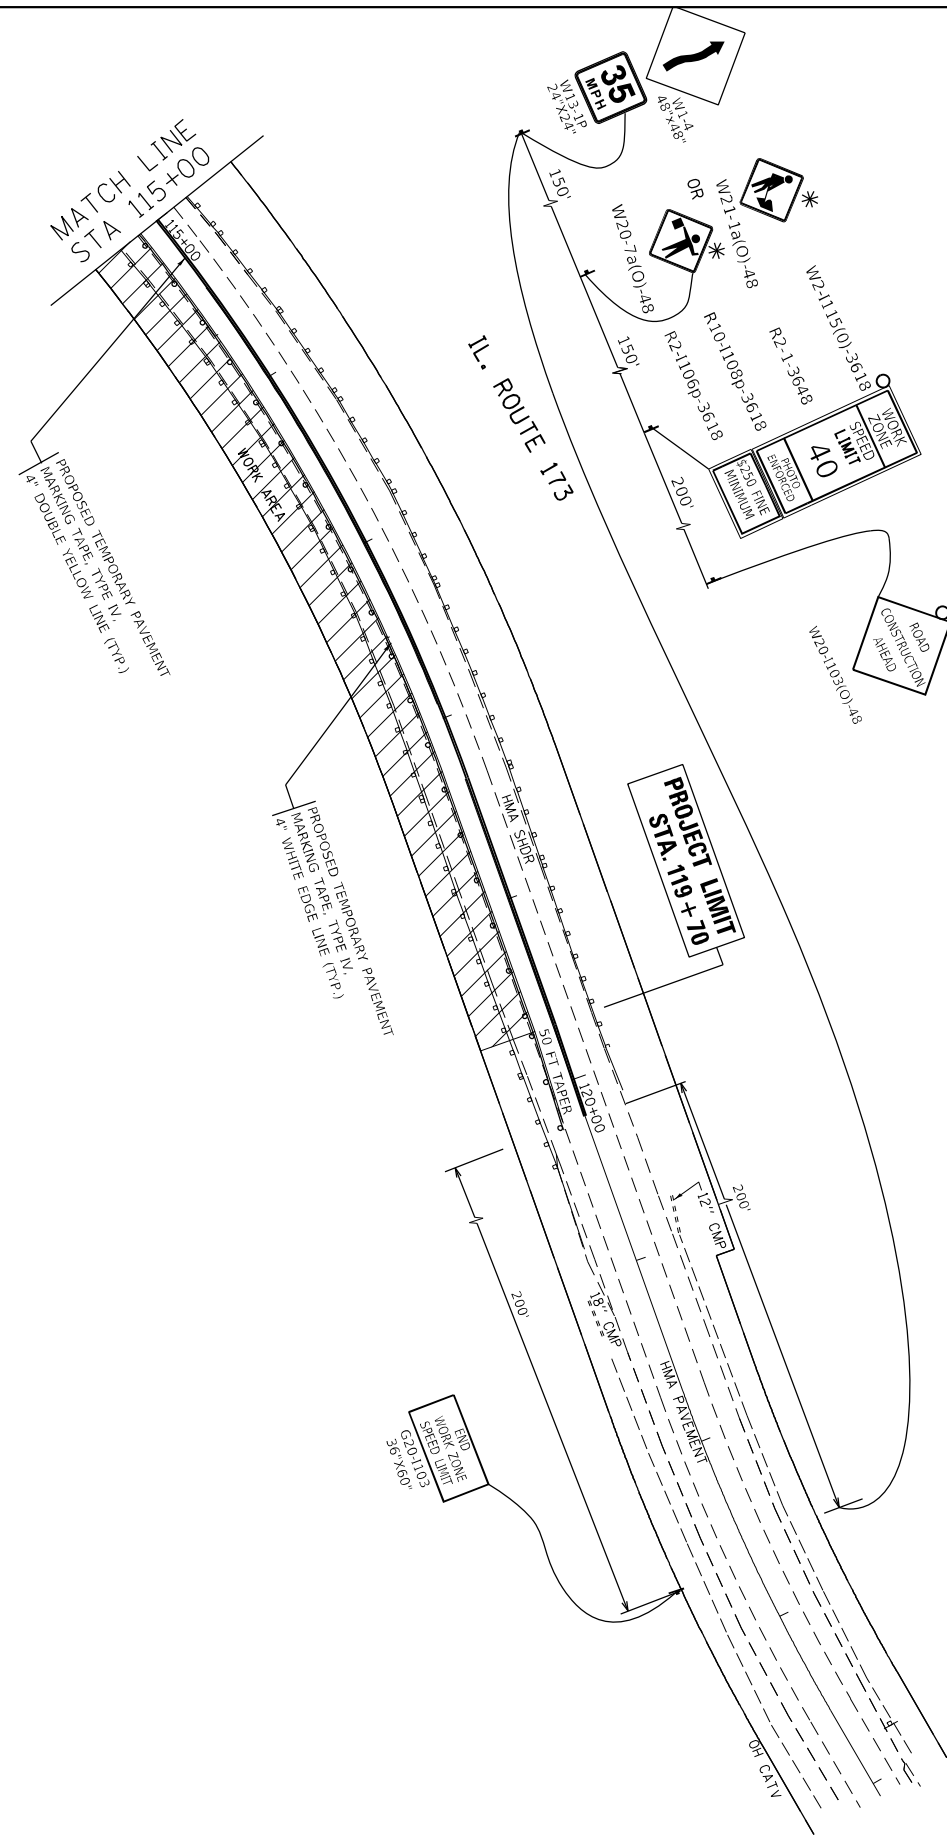 MATCH LINE
STA 115+00
115+00
35
MPH
W13-1P
24"X24"
W1-4
48"X48"
150'
OR
W20-7a(O)-48
W21-1a(O)-48
*
*
150'
IL. ROUTE 173
R2-I106p-3618
R10-I108p-3618
R2-1-3648
W2-I115(0)-3618
WORK
ZONE
SPEED
LIMIT
40
PHOTO
ENFORCED
$250 FINE
MINIMUM
200'
ROAD
CONSTRUCTION
AHEAD
W20-I103(O)-48
WORK AREA
PROPOSED TEMPORARY PAVEMENT
MARKING TAPE, TYPE IV,
4" DOUBLE YELLOW LINE (TYP.)
PROPOSED TEMPORARY PAVEMENT
MARKING TAPE, TYPE IV,
4" WHITE EDGE LINE (TYP.)
HMA SHDR
PROJECT LIMIT
STA. 119+70
50 FT TAPER
120+00
12" CMP
200'
200'
18" CMP
HMA PAVEMENT
END
WORK ZONE
SPEED LIMIT
G20-I103
36"X60"
OH CATV